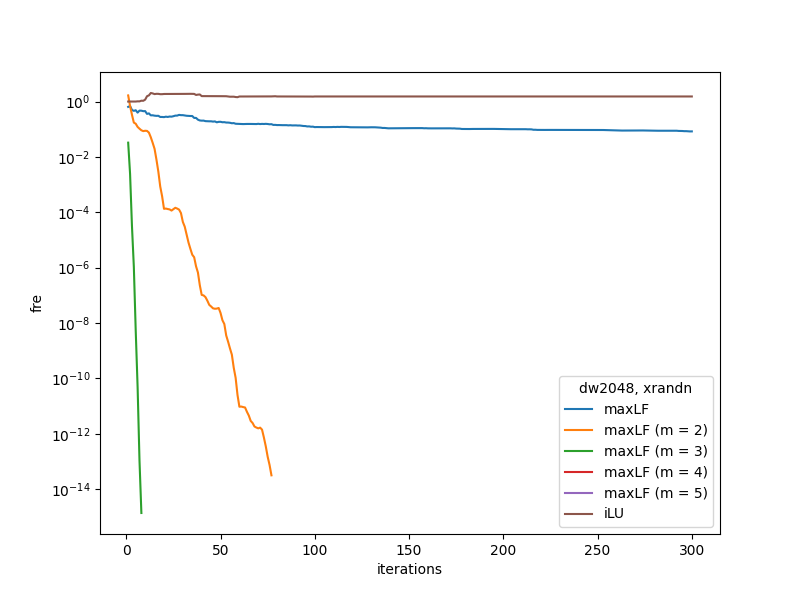 10^0
10^-2
10^-4
10^-6
10^-8
10^-10
10^-12
10^-14
fre
0 50 100 150 200 250 300
iterations
dw2048, xrandn
maxLF
maxLF (m = 2)
maxLF (m = 3)
maxLF (m = 4)
maxLF (m = 5)
iLU